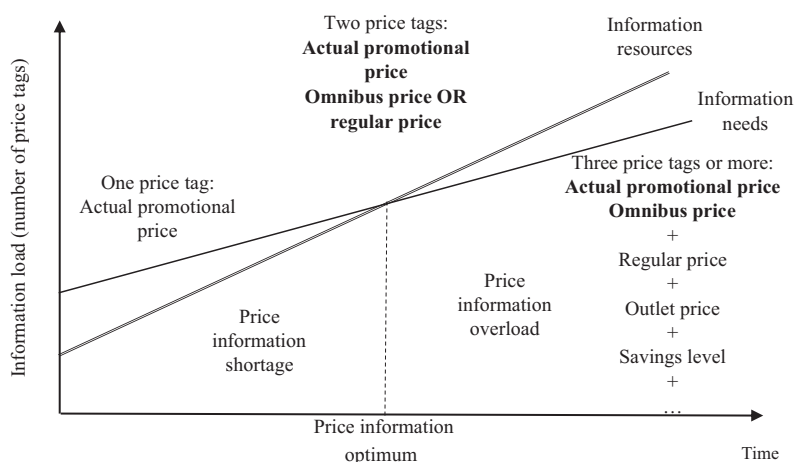 Two price tags:
Actual promotional
price
Omnibus price OR
regular price
Information
resources
Information
needs
One price tag:
Actual promotional
price
Three price tags or more:
Actual promotional price
Omnibus price
+
Regular price
+
Outlet price
+
Savings level
+
…
Price
information
shortage
Price
information
overload
Information load (number of price tags)
Price information
optimum
Time